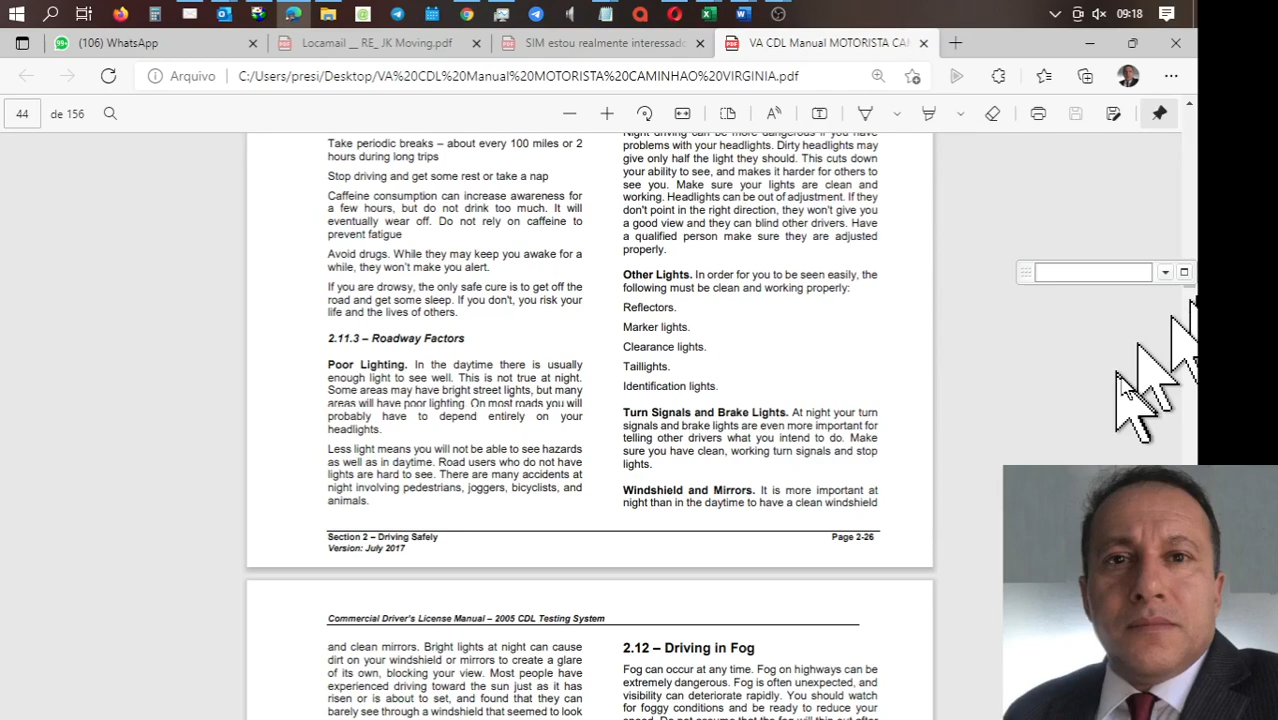 09:18
(106) WhatsApp
Locamail __ RE_ JK Moving.pdf
SIM estou realmente interessado
VA CDL Manual MOTORISTA CAM
Arquivo
C:/Users/presi/Desktop/VA%20CDL%20Manual%20MOTORISTA%20CAMINHAO%20VIRGINIA.pdf
44 de 156
Take periodic breaks – about every 100 miles or 2
hours during long trips
Stop driving and get some rest or take a nap
Caffeine consumption can increase awareness for
a few hours, but do not drink too much. It will
eventually wear off. Do not rely on caffeine to
prevent fatigue
Avoid drugs. While they may keep you awake for a
while, they won't make you alert.
If you are drowsy, the only safe cure is to get off the
road and get some sleep. If you don't, you risk your
life and the lives of others.
2.11.3 – Roadway Factors
Poor Lighting. In the daytime there is usually
enough light to see well. This is not true at night.
Some areas may have bright street lights, but many
areas will have poor lighting. On most roads you will
probably have to depend entirely on your
headlights.
Less light means you will not be able to see hazards
as well as in daytime. Road users who do not have
lights are hard to see. There are many accidents at
night involving pedestrians, joggers, bicyclists, and
animals.
Night driving can be more dangerous if you have
problems with your headlights. Dirty headlights may
give only half the light they should. This cuts down
your ability to see, and makes it harder for others to
see you. Make sure your lights are clean and
working. Headlights can be out of adjustment. If they
don't point in the right direction, they won't give you
a good view and they can blind other drivers. Have
a qualified person make sure they are adjusted
properly.
Other Lights. In order for you to be seen easily, the
following must be clean and working properly:
Reflectors.
Marker lights.
Clearance lights.
Taillights.
Identification lights.
Turn Signals and Brake Lights. At night your turn
signals and brake lights are even more important for
telling other drivers what you intend to do. Make
sure you have clean, working turn signals and stop
lights.
Windshield and Mirrors. It is more important at
night than in the daytime to have a clean windshield
Section 2 – Driving Safely
Page 2-26
Version: July 2017
Commercial Driver's License Manual – 2005 CDL Testing System
and clean mirrors. Bright lights at night can cause
dirt on your windshield or mirrors to create a glare
of its own, blocking your view. Most people have
experienced driving toward the sun just as it has
risen or is about to set, and found that they can
barely see through a windshield that seemed to look
2.12 – Driving in Fog
Fog can occur at any time. Fog on highways can be
extremely dangerous. Fog is often unexpected, and
visibility can deteriorate rapidly. You should watch
for foggy conditions and be ready to reduce your
speed. Do not assume that the fog will thin out after